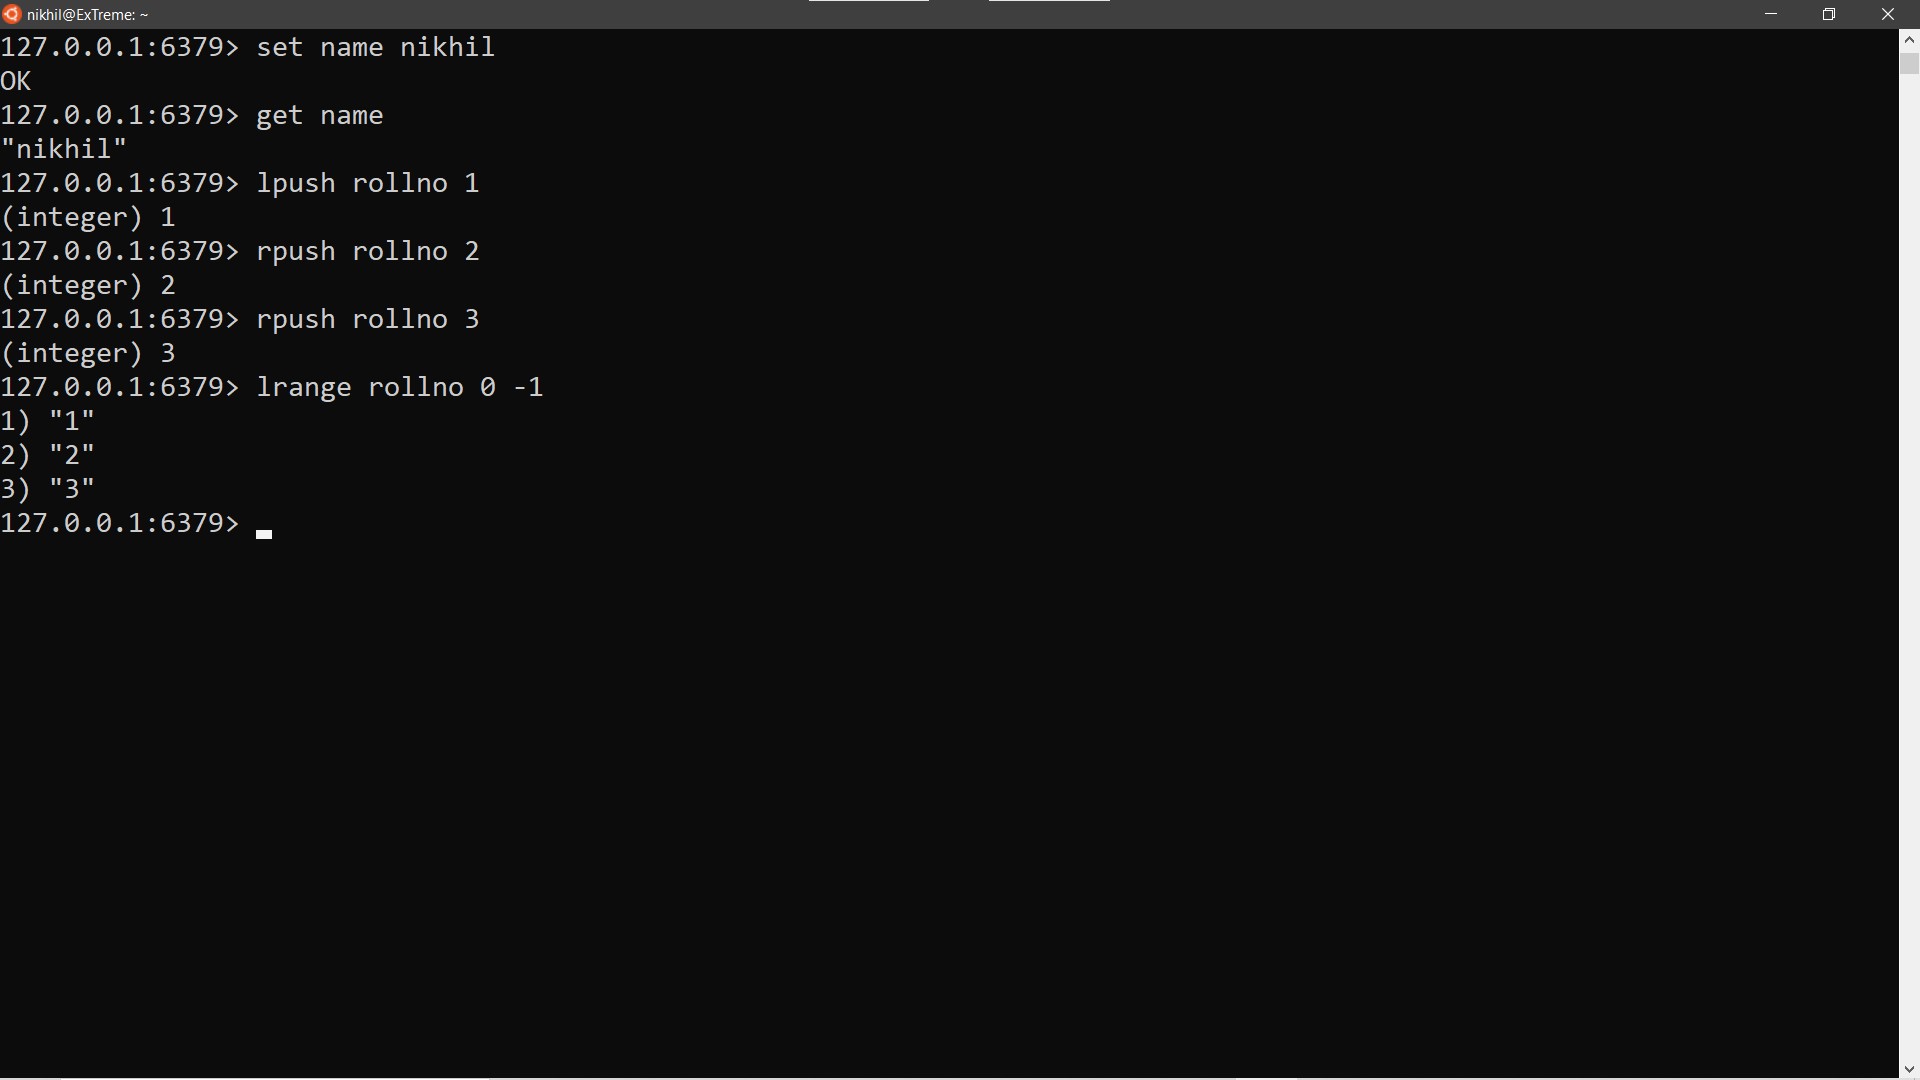 nikhil@ExTreme: ~
127.0.0.1:6379> set name nikhil
OK
127.0.0.1:6379> get name
"nikhil"
127.0.0.1:6379> lpush rollno 1
(integer) 1
127.0.0.1:6379> rpush rollno 2
(integer) 2
127.0.0.1:6379> rpush rollno 3
(integer) 3
127.0.0.1:6379> lrange rollno 0 -1
1) "1"
2) "2"
3) "3"
127.0.0.1:6379>